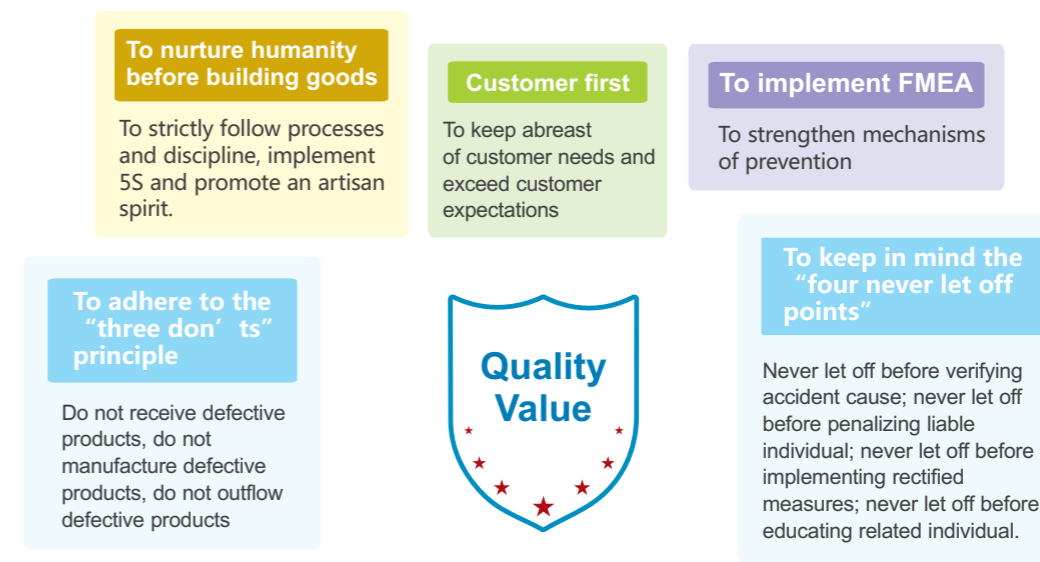 To nurture humanity
before building goods
To strictly follow processes
and discipline, implement
5S and promote an artisan
spirit.
Customer first
To keep abreast
of customer needs and
exceed customer
expectations
To implement FMEA
To strengthen mechanisms
of prevention
To adhere to the
“three don’ ts”
principle
Do not receive defective
products, do not
manufacture defective
products, do not outflow
defective products
Quality
Value
To keep in mind the
“four never let off
points”
Never let off before verifying
accident cause; never let off
before penalizing liable
individual; never let off before
implementing rectified
measures; never let off before
educating related individual.